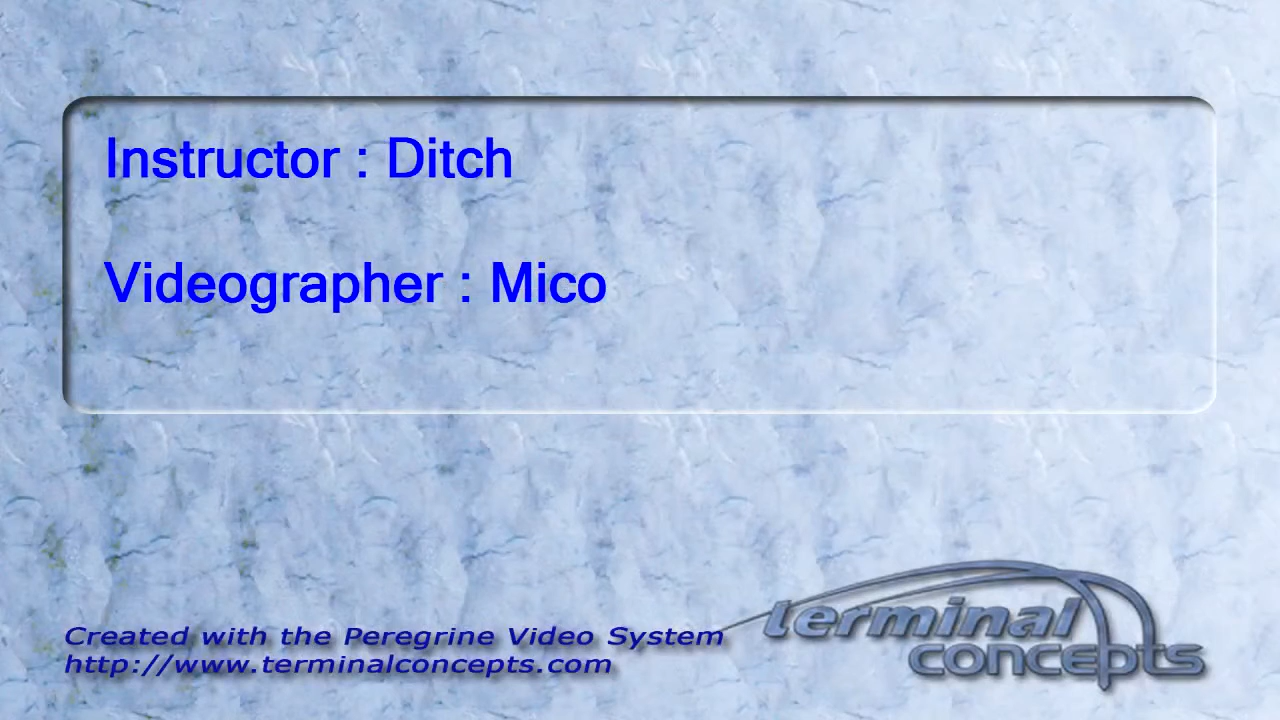 Instructor : Ditch
Videographer : Mico
Created with the Peregrine Video System
http://www.terminalconcepts.com
terminal
concepts